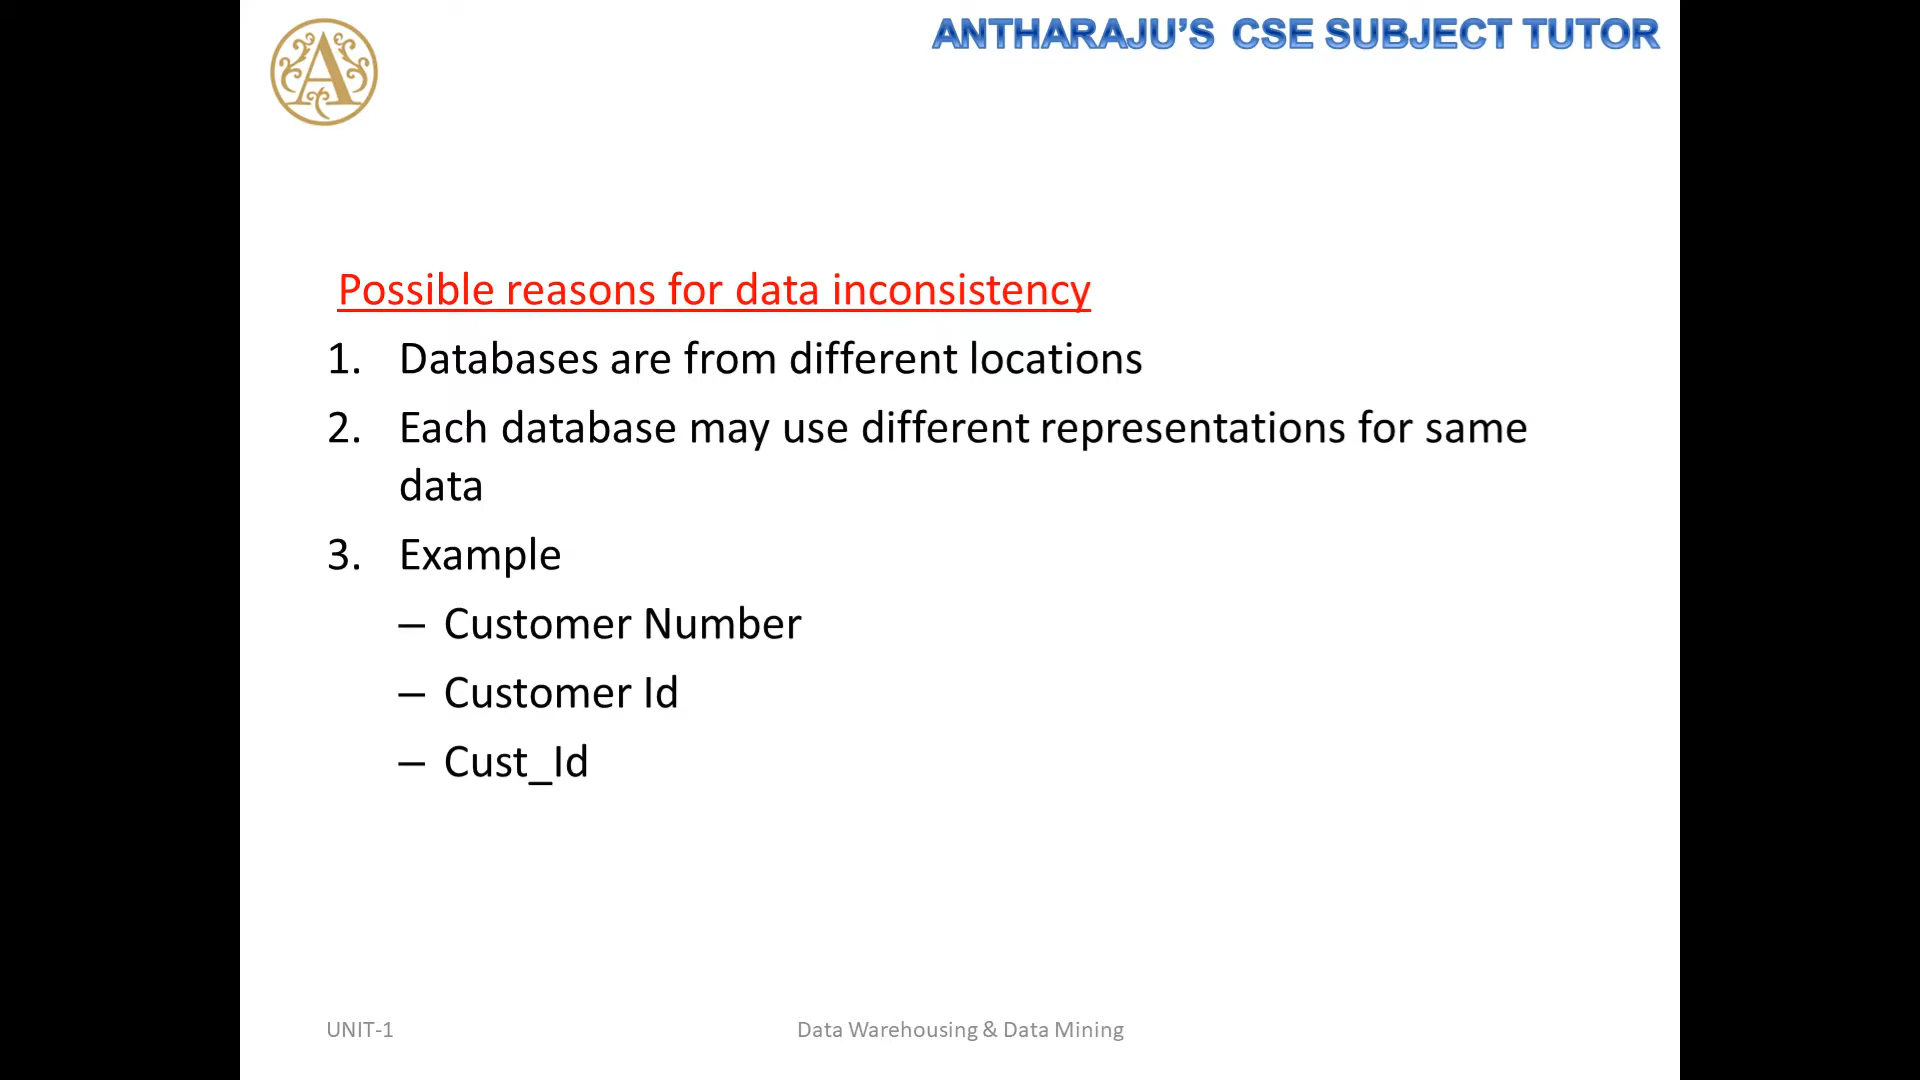 ANTHARAJU’S CSE SUBJECT TUTOR
A
Possible reasons for data inconsistency
1. Databases are from different locations
2. Each database may use different representations for same
data
3. Example
– Customer Number
– Customer Id
– Cust_Id
UNIT-1
Data Warehousing & Data Mining